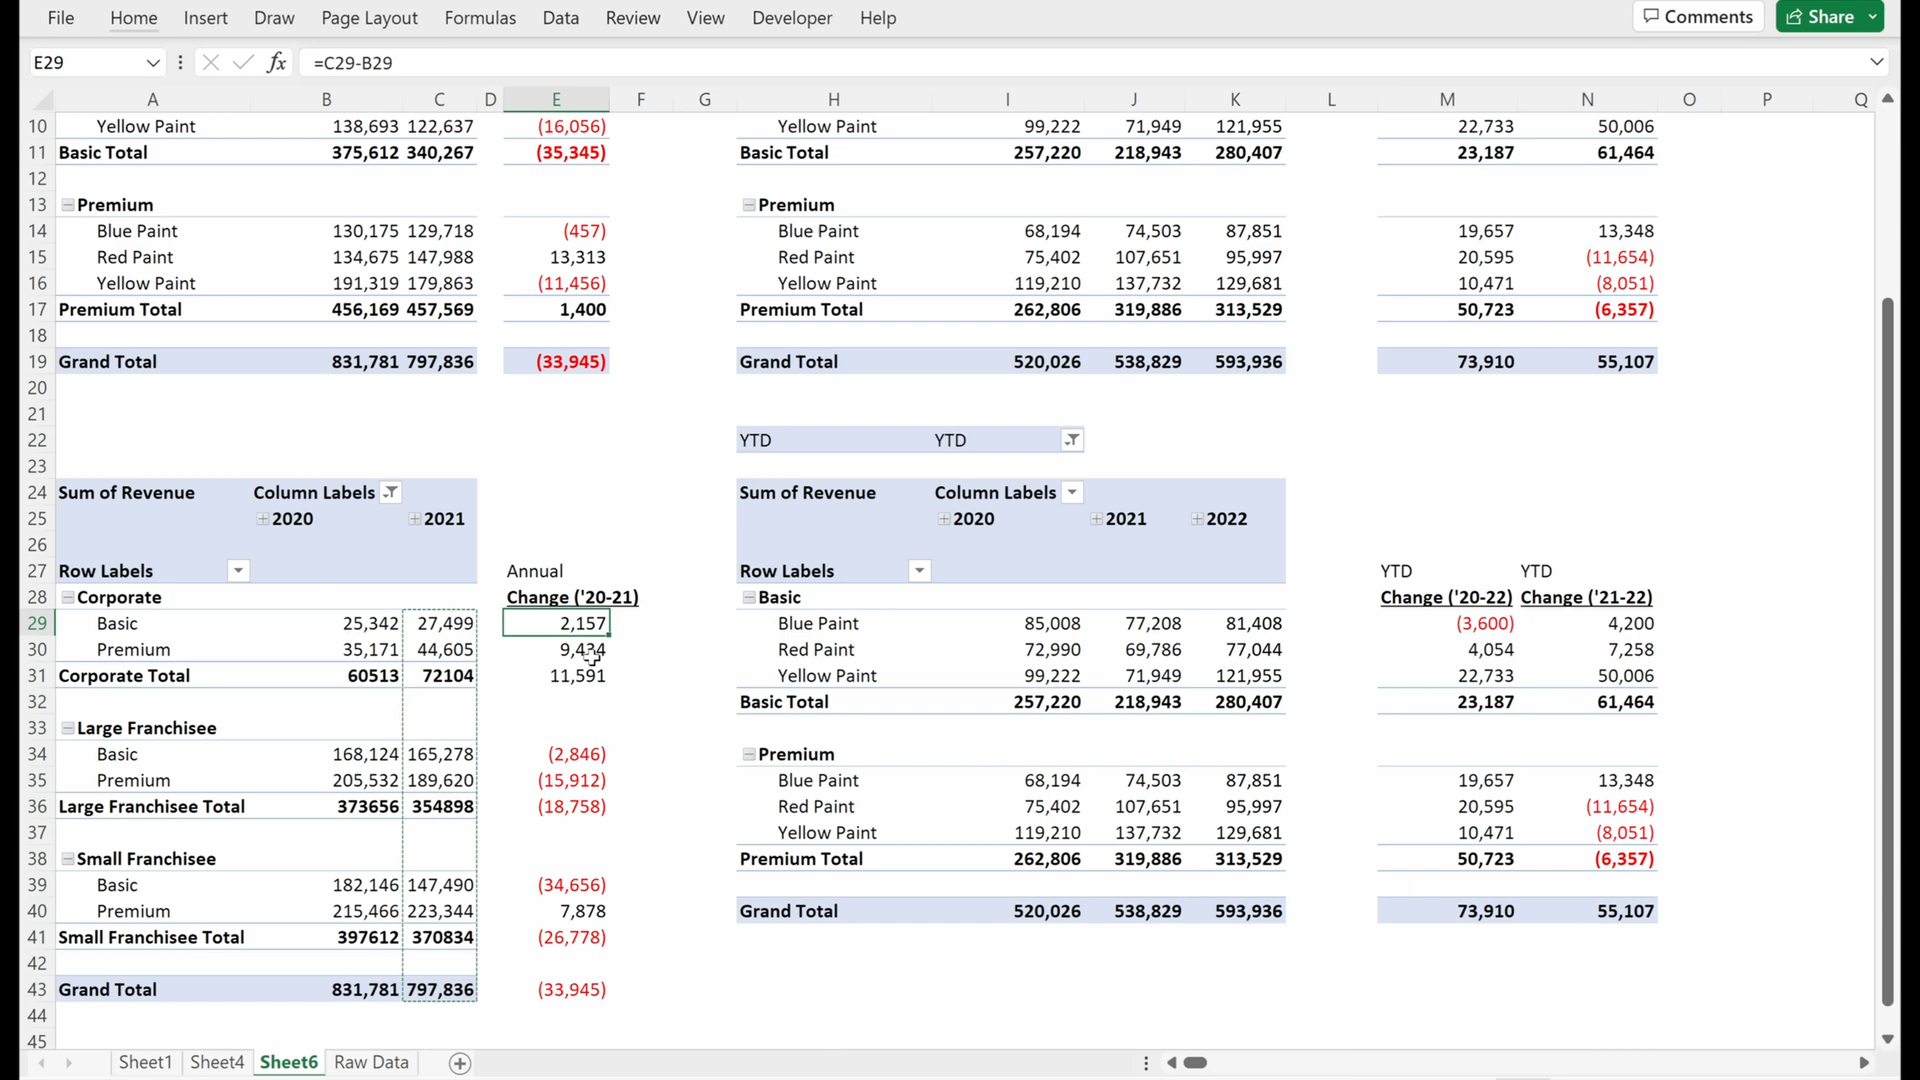 File Home Insert Draw Page Layout Formulas Data Review View Developer Help Comments Share
E29 fx =C29-B29
A B C D E F G H I J K L M N O P Q
10 Yellow Paint 138,693 122,637 (16,056) Yellow Paint 99,222 71,949 121,955 22,733 50,006
11 Basic Total 375,612 340,267 (35,345) Basic Total 257,220 218,943 280,407 23,187 61,464
12
13 Premium Premium
14 Blue Paint 130,175 129,718 (457) Blue Paint 68,194 74,503 87,851 19,657 13,348
15 Red Paint 134,675 147,988 13,313 Red Paint 75,402 107,651 95,997 20,595 (11,654)
16 Yellow Paint 191,319 179,863 (11,456) Yellow Paint 119,210 137,732 129,681 10,471 (8,051)
17 Premium Total 456,169 457,569 1,400 Premium Total 262,806 319,886 313,529 50,723 (6,357)
18
19 Grand Total 831,781 797,836 (33,945) Grand Total 520,026 538,829 593,936 73,910 55,107
20
21
22 YTD YTD
23
24 Sum of Revenue Column Labels Sum of Revenue Column Labels
25 2020 2021 2020 2021 2022
26
27 Row Labels Annual Row Labels YTD YTD
28 Corporate Change ('20-21) Basic Change ('20-22) Change ('21-22)
29 Basic 25,342 27,499 2,157 Blue Paint 85,008 77,208 81,408 (3,600) 4,200
30 Premium 35,171 44,605 9,434 Red Paint 72,990 69,786 77,044 4,054 7,258
31 Corporate Total 60513 72104 11,591 Yellow Paint 99,222 71,949 121,955 22,733 50,006
32 Basic Total 257,220 218,943 280,407 23,187 61,464
33 Large Franchisee
34 Basic 168,124 165,278 (2,846) Premium
35 Premium 205,532 189,620 (15,912) Blue Paint 68,194 74,503 87,851 19,657 13,348
36 Large Franchisee Total 373656 354898 (18,758) Red Paint 75,402 107,651 95,997 20,595 (11,654)
37 Yellow Paint 119,210 137,732 129,681 10,471 (8,051)
38 Small Franchisee Premium Total 262,806 319,886 313,529 50,723 (6,357)
39 Basic 182,146 147,490 (34,656)
40 Premium 215,466 223,344 7,878 Grand Total 520,026 538,829 593,936 73,910 55,107
41 Small Franchisee Total 397612 370834 (26,778)
42
43 Grand Total 831,781 797,836 (33,945)
44
45
Sheet1 Sheet4 Sheet6 Raw Data